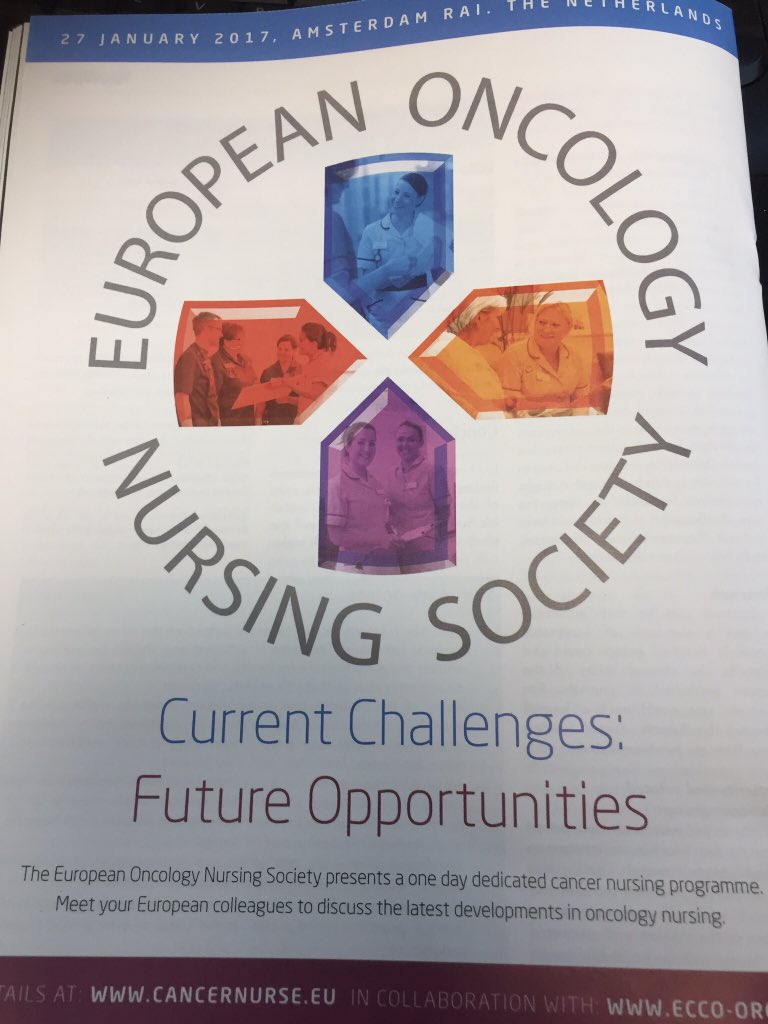 27 JANUARY 2017, AMSTERDAM RAI. THE NETHERLANDS
EUROPEAN ONCOLOGY
NURSING SOCIETY
Current Challenges:
Future Opportunities
The European Oncology Nursing Society presents a one day dedicated cancer nursing programme.
Meet your European colleagues to discuss the latest developments in oncology nursing.
TAILS AT: WWW.CANCERNURSE.EU IN COLLABORATION WITH: WWW.ECCO-ORG